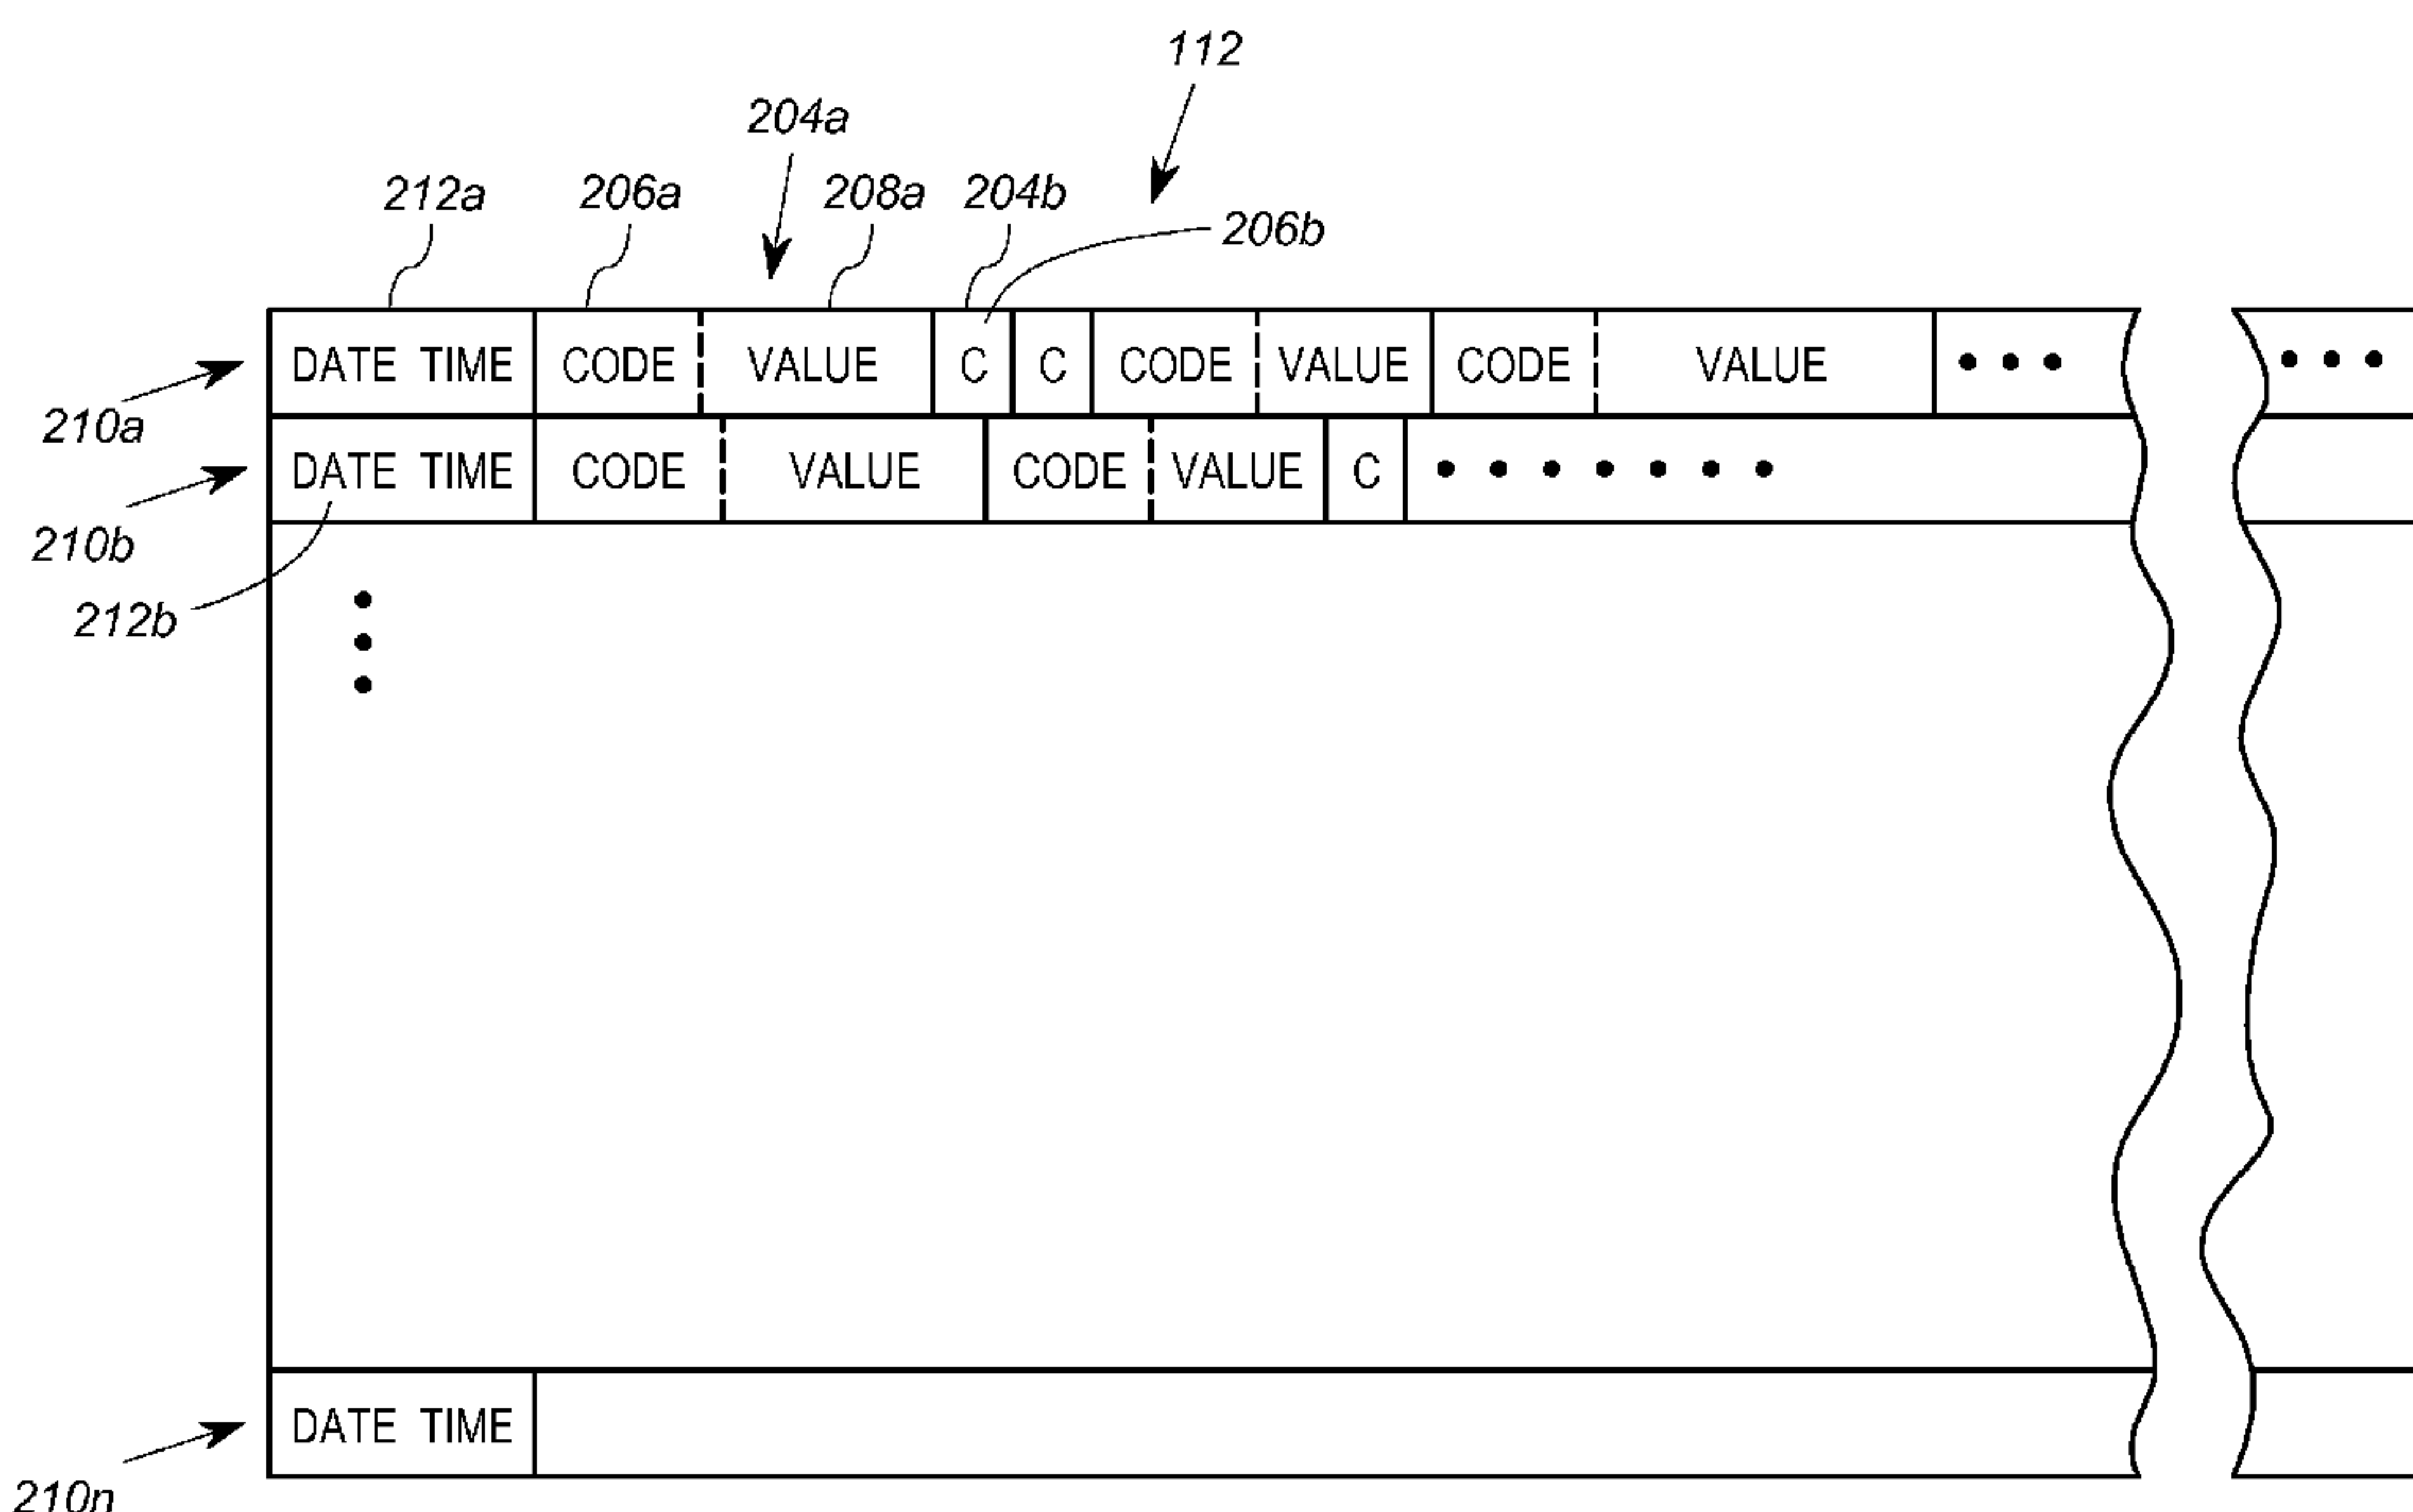 112
204a
212a 206a 208a 204b
206b
DATE TIME CODE VALUE C C CODE VALUE CODE VALUE
210a
DATE TIME CODE VALUE CODE VALUE C
210b
212b
DATE TIME
210n